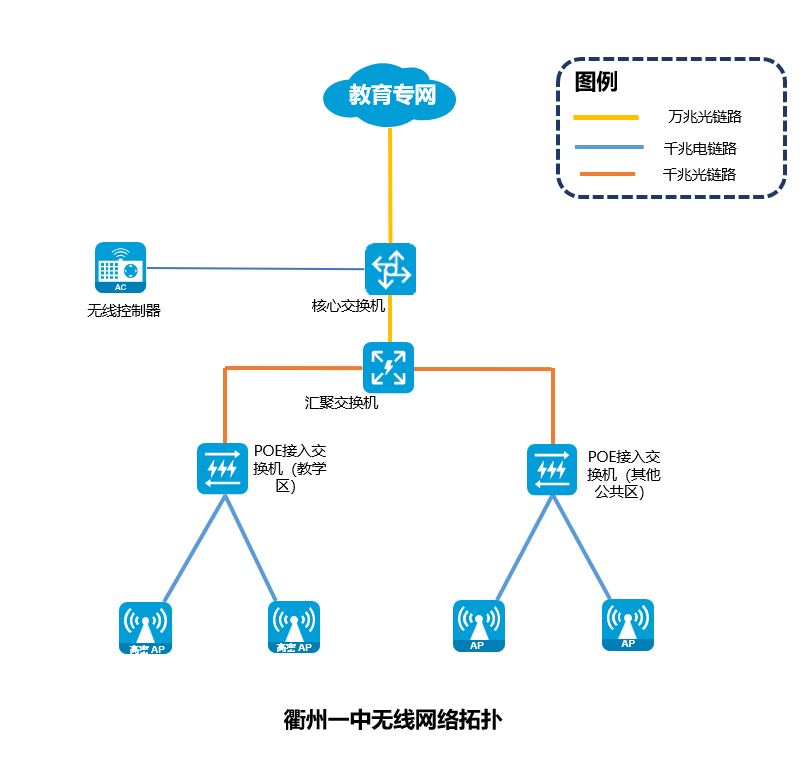 教育专网
图例
万兆光链路
千兆电链路
千兆光链路
AC
无线控制器
核心交换机
汇聚交换机
POE接入交
换机（教学
区）
POE接入交
换机（其他
公共区）
高密 AP
高密 AP
AP
AP
衢州一中无线网络拓扑